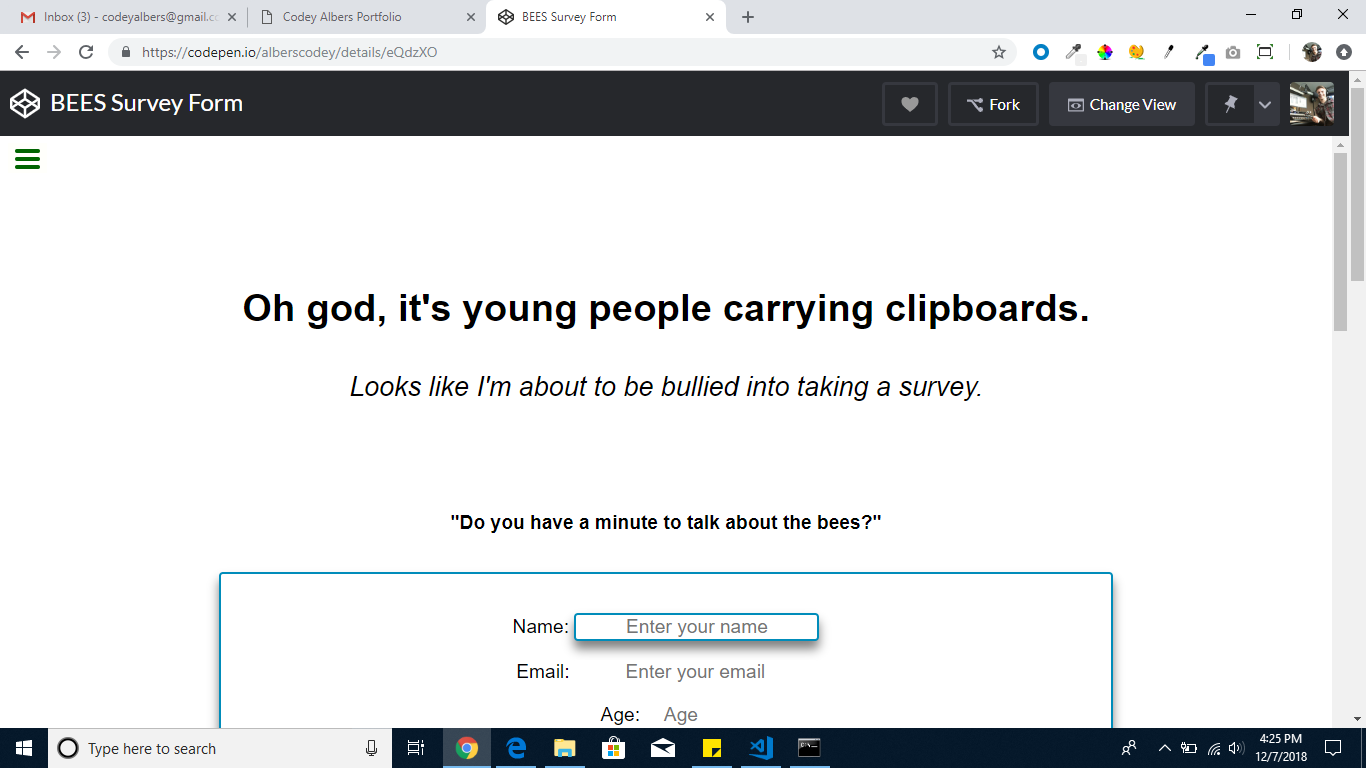 Inbox (3) - codeyalbers@gmail.c
Codey Albers Portfolio
BEES Survey Form
https://codepen.io/alberscodey/details/eQdzXO
BEES Survey Form
Fork
Change View
Oh god, it's young people carrying clipboards.
Looks like I'm about to be bullied into taking a survey.
"Do you have a minute to talk about the bees?"
Name: Enter your name
Email: Enter your email
Age: Age
Type here to search
4:25 PM
12/7/2018